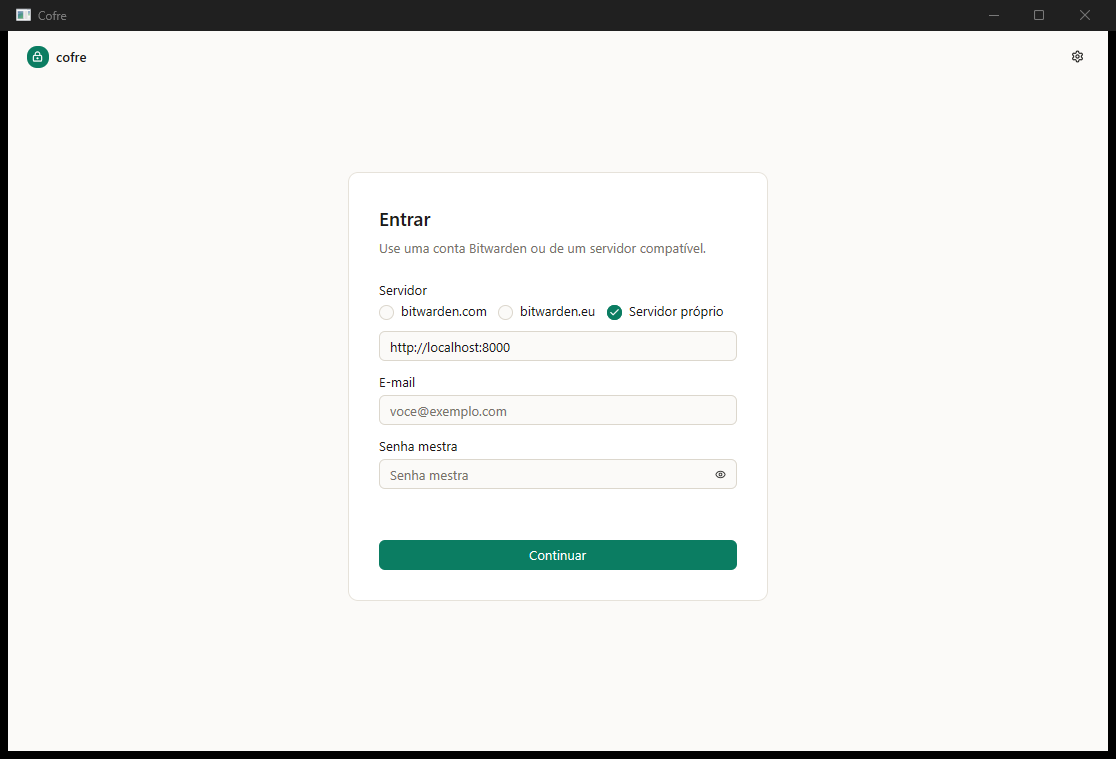 Cofre
cofre
Entrar
Use uma conta Bitwarden ou de um servidor compatível.
Servidor
bitwarden.com bitwarden.eu Servidor próprio
http://localhost:8000
E-mail
voce@exemplo.com
Senha mestra
Senha mestra
Continuar